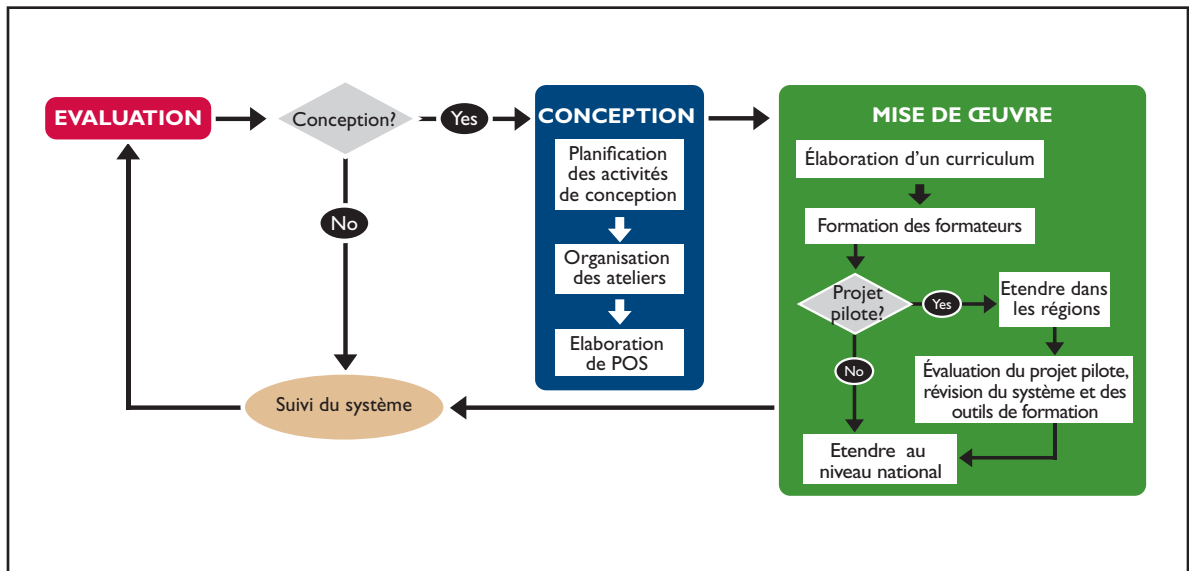 EVALUATION
Conception?
Yes
No
CONCEPTION
Planification
des activités
de conception
Organisation
des ateliers
Elaboration
de POS
MISE DE ŒUVRE
Élaboration d’un curriculum
Formation des formateurs
Projet
pilote?
Yes
Etendre dans
les régions
No
Évaluation du projet pilote,
révision du système et des
outils de formation
Etendre au
niveau national
Suivi du système